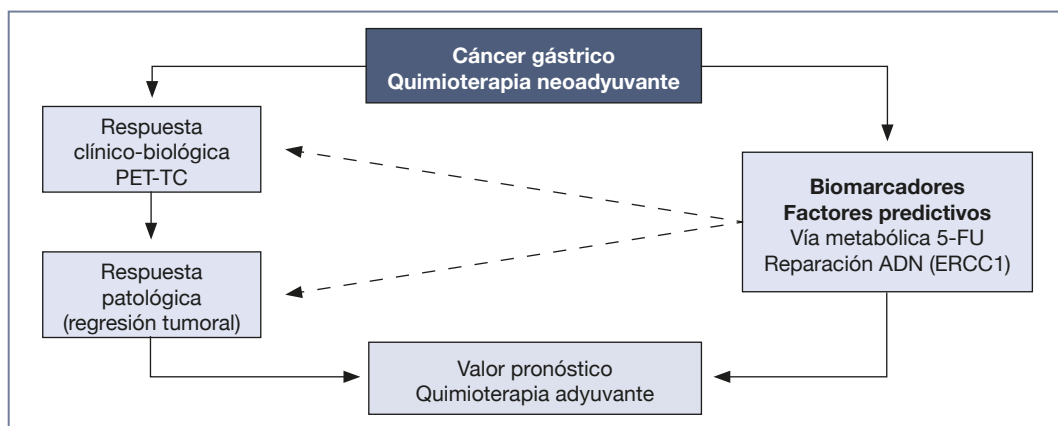 Cáncer gástrico
Quimioterapia neoadyuvante
Respuesta
clínico-biológica
PET-TC
Biomarcadores
Factores predictivos
Vía metabólica 5-FU
Reparación ADN (ERCC1)
Respuesta
patológica
(regresión tumoral)
Valor pronóstico
Quimioterapia adyuvante